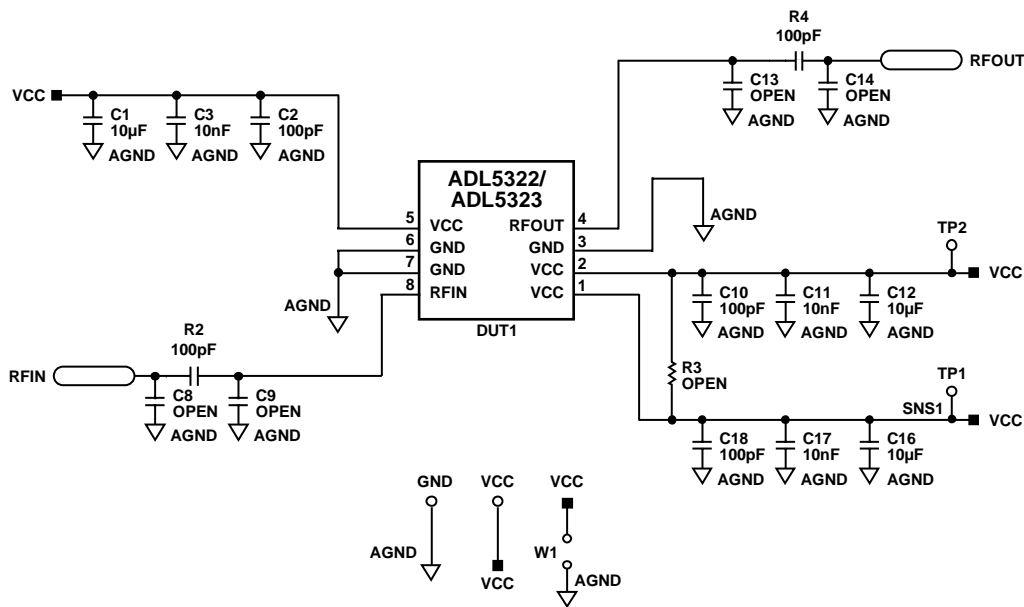 R4
100pF
RFOUT
C13
OPEN
AGND
C14
OPEN
AGND
VCC
C1
10µF
AGND
C3
10nF
AGND
C2
100pF
AGND
ADL5322/
ADL5323
5 VCC
6 GND
7 GND
8 RFIN
RFOUT 4
GND 3
VCC 2
VCC 1
DUT1
AGND
AGND
TP2
VCC
C10
100pF
AGND
C11
10nF
AGND
C12
10µF
AGND
R3
OPEN
R2
100pF
RFIN
C8
OPEN
AGND
C9
OPEN
AGND
TP1
SNS1
VCC
C18
100pF
AGND
C17
10nF
AGND
C16
10µF
AGND
GND
AGND
VCC
VCC
VCC
W1
AGND